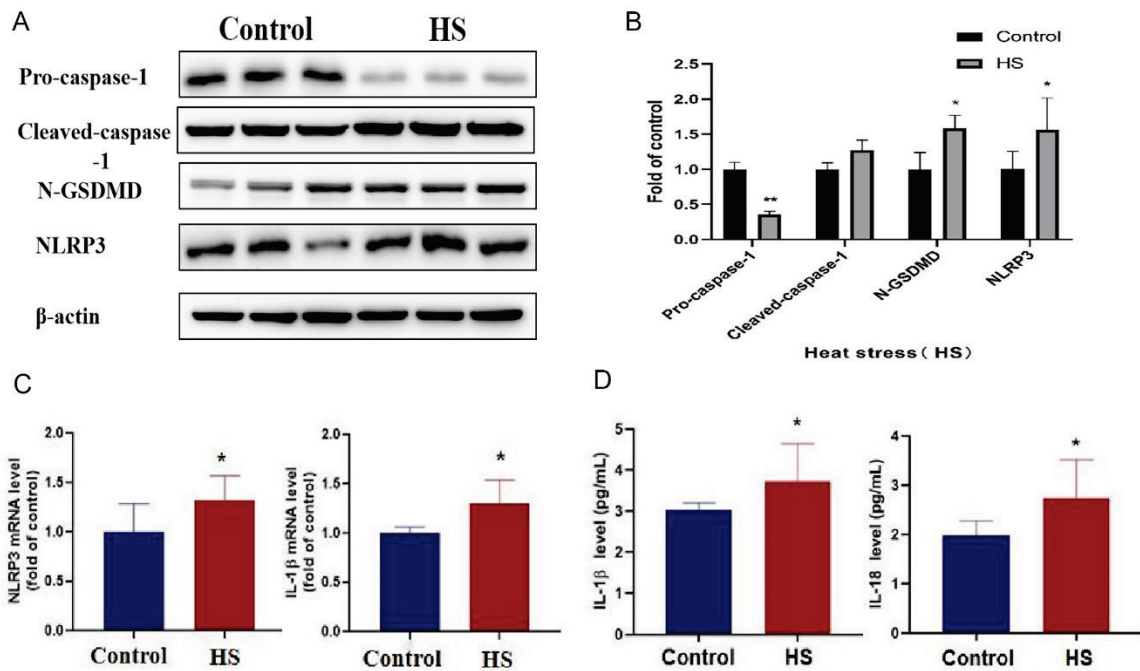 A
Control HS
Pro-caspase-1
Cleaved-caspase
-1
N-GSDMD
NLRP3
β-actin
B
Control
HS
Fold of control
2.5
2.0
1.5
1.0
0.5
0.0
**
*
*
Pro-caspase-1
Cleaved-caspase-1
N-GSDMD
NLRP3
Heat stress ( HS )
C
NLRP3 mRNA level
(fold of control)
2.0
1.5
1.0
0.5
0.0
*
Control HS
IL-1β mRNA level
(fold of control)
2.0
1.5
1.0
0.5
0.0
*
Control HS
D
IL-1β level (pg/mL)
5
4
3
2
1
0
*
Control HS
IL-18 level (pg/mL)
4
3
2
1
0
*
Control HS